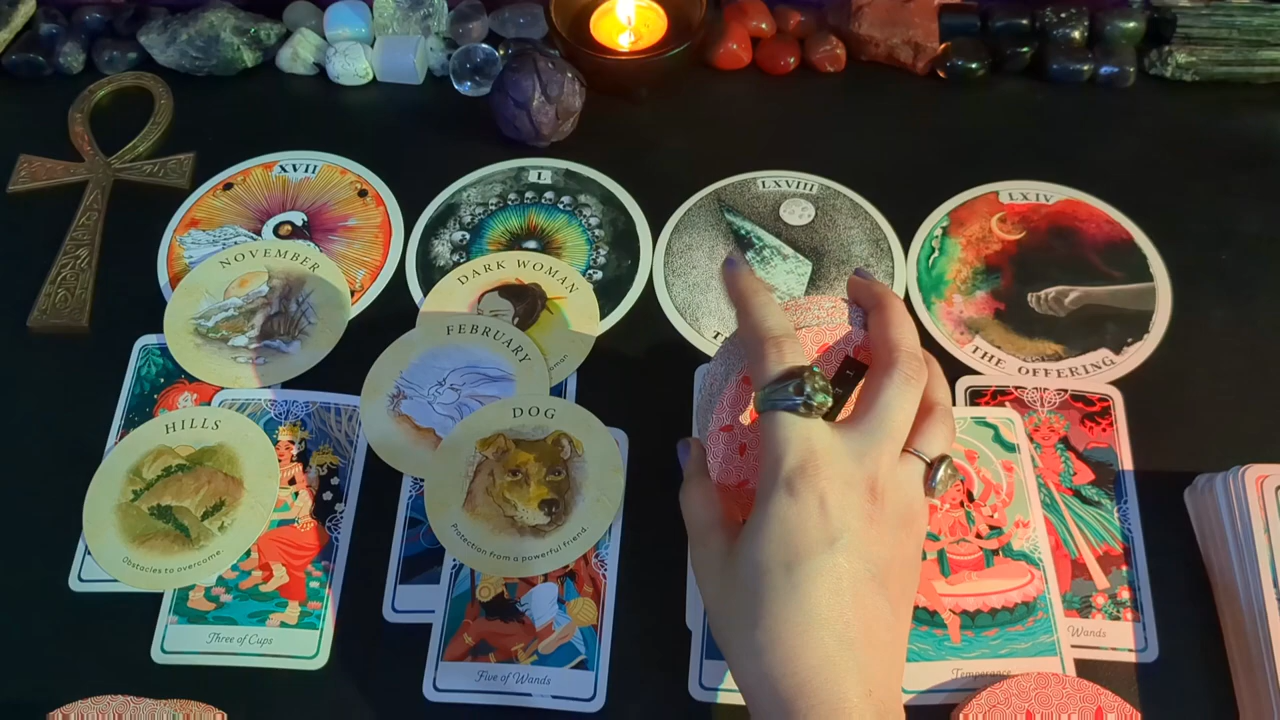 XVII
I
LXVIII
LXIV
NOVEMBER
DARK WOMAN
FEBRUARY
THE OFFERING
HILLS
DOG
Obstacles to overcome.
Protection from a powerful friend.
Three of Cups
Five of Wands
Temperance
Wands